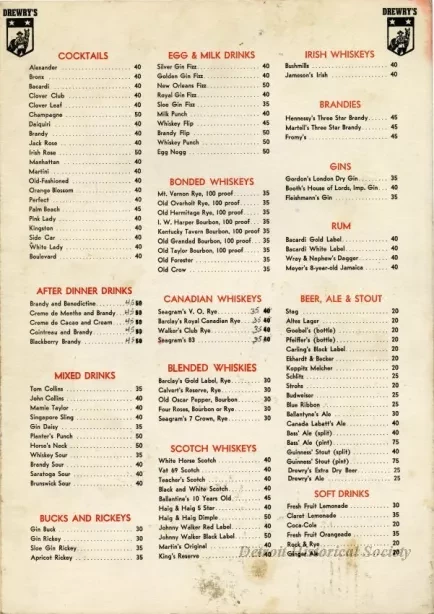 DREWRY'S
DREWRY'S
COCKTAILS
Alexander 40
Bronx 40
Bacardi 40
Clover Club 40
Clover Leaf 40
Champagne 50
Daiquiri 40
Brandy 40
Jack Rose 40
Irish Rose 50
Manhattan 40
Martini 40
Old-Fashioned 40
Orange Blossom 40
Perfect 40
Palm Beach 45
Pink Lady 40
Kingston 40
Side Car 40
White Lady 40
Boulevard 40
AFTER DINNER DRINKS
Brandy and Benedictine 45 50
Creme de Menthe and Brandy 45 50
Creme de Cacao and Cream 45 50
Cointreau and Brandy 45 50
Blackberry Brandy 45 50
MIXED DRINKS
Tom Collins 35
John Collins 40
Mamie Taylor 40
Singapore Sling 40
Gin Daisy 35
Planter's Punch 50
Horse's Neck 50
Whiskey Sour 35
Brandy Sour 40
Saratoga Sour 40
Brunswick Sour 40
BUCKS AND RICKEYS
Gin Buck 30
Gin Rickey 30
Sloe Gin Rickey 35
Apricot Rickey 35
EGG & MILK DRINKS
Silver Gin Fizz 40
Golden Gin Fizz 40
New Orleans Fizz 50
Royal Gin Fizz 40
Sloe Gin Fizz 35
Milk Punch 40
Whiskey Flip 45
Brandy Flip 50
Whiskey Punch 50
Egg Nogg 50
BONDED WHISKEYS
Mt. Vernon Rye, 100 proof 35
Old Overholt Rye, 100 proof 35
Old Hermitage Rye, 100 proof 35
I. W. Harper Bourbon, 100 proof 35
Kentucky Tavern Bourbon, 100 proof 35
Old Grandad Bourbon, 100 proof 35
Old Taylor Bourbon, 100 proof 35
Old Forester 35
Old Crow 35
CANADIAN WHISKEYS
Seagram's V. O. Rye 35 40
Barclay's Royal Canadian Rye 35 40
Walker's Club Rye 35 40
Seagram's 83 35 40
BLENDED WHISKIES
Barclay's Gold Label, Rye 30
Calvert's Reserve, Rye 30
Old Oscar Pepper, Bourbon 30
Four Roses, Bourbon or Rye 30
Seagram's 7 Crown, Rye 30
SCOTCH WHISKEYS
White Horse Scotch 40
Vat 69 Scotch 40
Teacher's Scotch 40
Black and White Scotch 40
Ballantine's 10 Years Old 45
Haig & Haig 5 Star 40
Haig & Haig Dimple 50
Johnny Walker Red Label 40
Johnny Walker Black Label 50
Martin's Original 40
King's Reserve 40
IRISH WHISKEYS
Bushmills 40
Jameson's Irish 40
BRANDIES
Hennessy's Three Star Brandy 45
Martell's Three Star Brandy 45
Fromy's 45
GINS
Gordon's London Dry Gin 35
Booth's House of Lords, Imp. Gin 40
Fleishmann's Gin 35
RUM
Bacardi Gold Label 40
Bacardi White Label 40
Wray & Nephew's Dagger 40
Meyer's 8-year-old Jamaica 40
BEER, ALE & STOUT
Stag 20
Altes Lager 20
Goebel's (bottle) 20
Pfeiffer's (bottle) 20
Carling's Black Label 20
Ekhardt & Becker 20
Koppitz Melcher 20
Schlitz 25
Strohs 20
Budweiser 25
Blue Ribbon 25
Ballantyne's Ale 30
Canada Labatt's Ale 40
Bass' Ale (split) 40
Bass' Ale (pint) 75
Guinness' Stout (split) 40
Guinness' Stout (pint) 75
Drewry's Extra Dry Beer 25
Drewry's Ale 25
SOFT DRINKS
Fresh Fruit Lemonade 30
Claret Lemonade 35
Coca-Cola 20
Fresh Fruit Orangeade 35
Rock & Rye 20
Ginger Ale 20
Detroit Historical Society